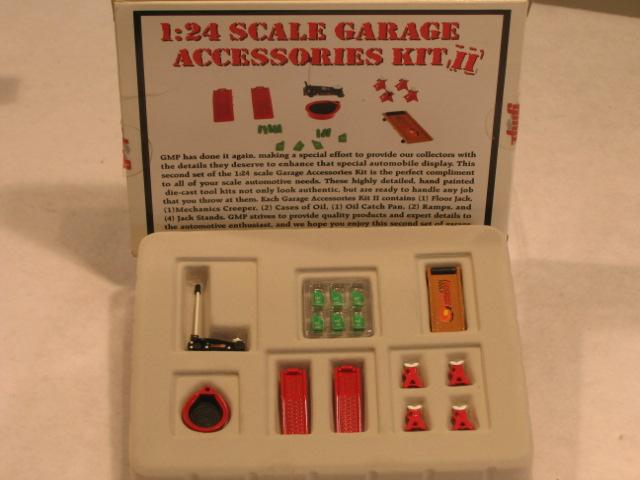 1:24 SCALE GARAGE
ACCESSORIES KIT II
GMP has done it again, making a special effort to provide our collectors with
the details they deserve to enhance that special automobile display. This
second set of the 1:24 scale Garage Accessories Kit is the perfect compliment
to all of your scale automotive needs. These highly detailed, hand painted
die-cast tool kits not only look authentic, but are ready to handle any job
that you throw at them. Each Garage Accessories Kit II contains (1) Floor Jack,
(1)Mechanics Creeper, (2) Cases of Oil, (1) Oil Catch Pan, (2) Ramps, and
(4) Jack Stands. GMP strives to provide quality products and expert details to
the automotive enthusiast, and we hope you enjoy this second set of garage